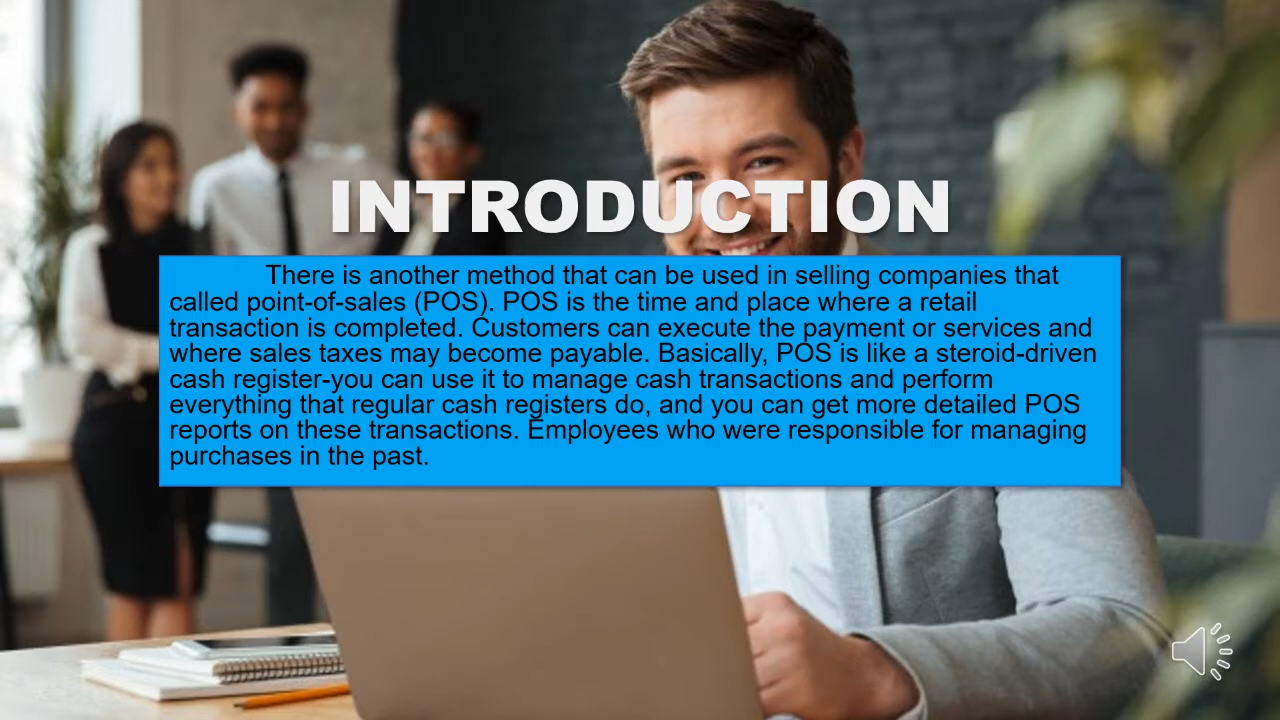 INTRODUCTION
There is another method that can be used in selling companies that
called point-of-sales (POS). POS is the time and place where a retail
transaction is completed. Customers can execute the payment or services and
where sales taxes may become payable. Basically, POS is like a steroid-driven
cash register-you can use it to manage cash transactions and perform
everything that regular cash registers do, and you can get more detailed POS
reports on these transactions. Employees who were responsible for managing
purchases in the past.